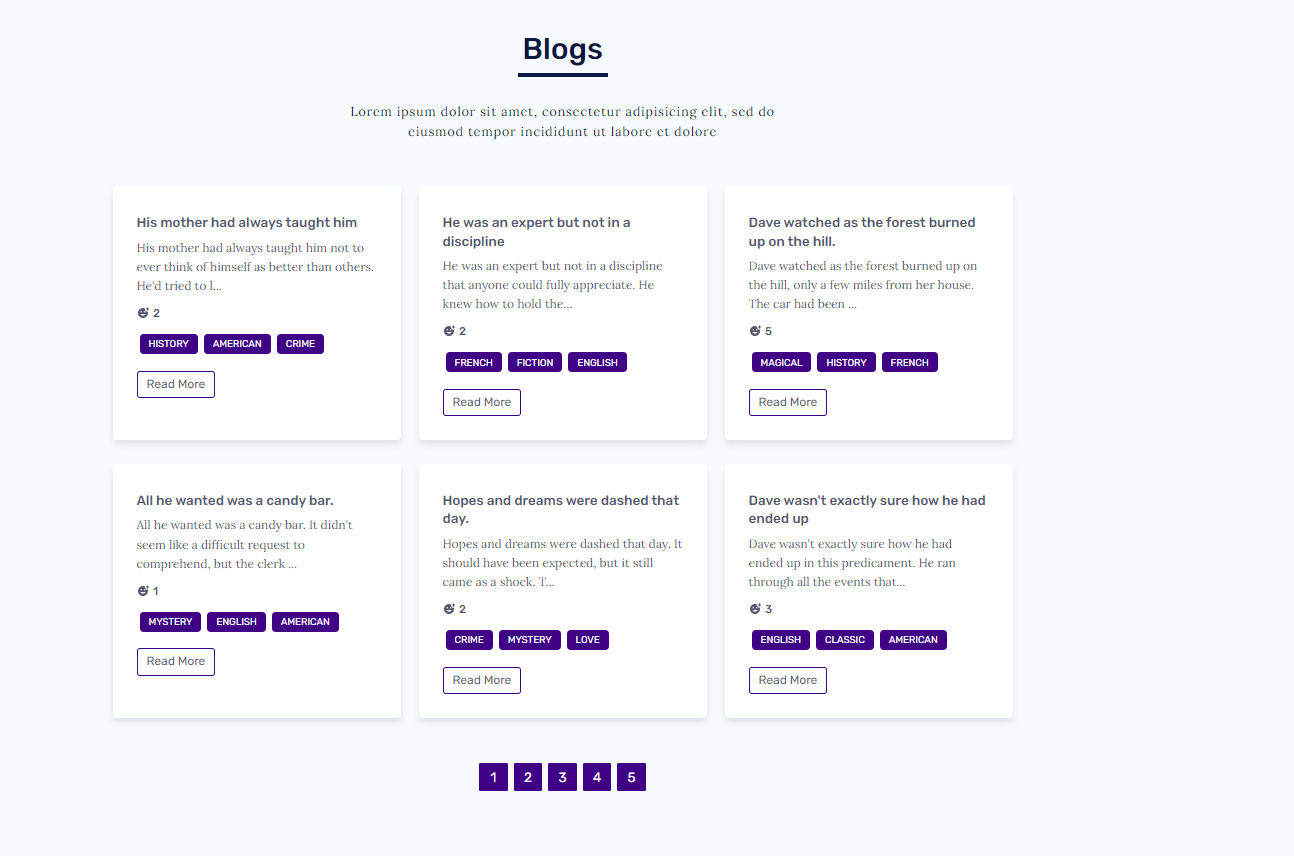 Blogs
Lorem ipsum dolor sit amet, consectetur adipisicing elit, sed do
eiusmod tempor incididunt ut labore et dolore
His mother had always taught him
His mother had always taught him not to
ever think of himself as better than others.
He'd tried to l...
2
HISTORY AMERICAN CRIME
Read More
He was an expert but not in a
discipline
He was an expert but not in a discipline
that anyone could fully appreciate. He
knew how to hold the...
2
FRENCH FICTION ENGLISH
Read More
Dave watched as the forest burned
up on the hill.
Dave watched as the forest burned up on
the hill, only a few miles from her house.
The car had been ...
5
MAGICAL HISTORY FRENCH
Read More
All he wanted was a candy bar.
All he wanted was a candy bar. It didn't
seem like a difficult request to
comprehend, but the clerk ...
1
MYSTERY ENGLISH AMERICAN
Read More
Hopes and dreams were dashed that
day.
Hopes and dreams were dashed that day. It
should have been expected, but it still
came as a shock. T...
2
CRIME MYSTERY LOVE
Read More
Dave wasn't exactly sure how he had
ended up
Dave wasn't exactly sure how he had
ended up in this predicament. He ran
through all the events that...
3
ENGLISH CLASSIC AMERICAN
Read More
1 2 3 4 5